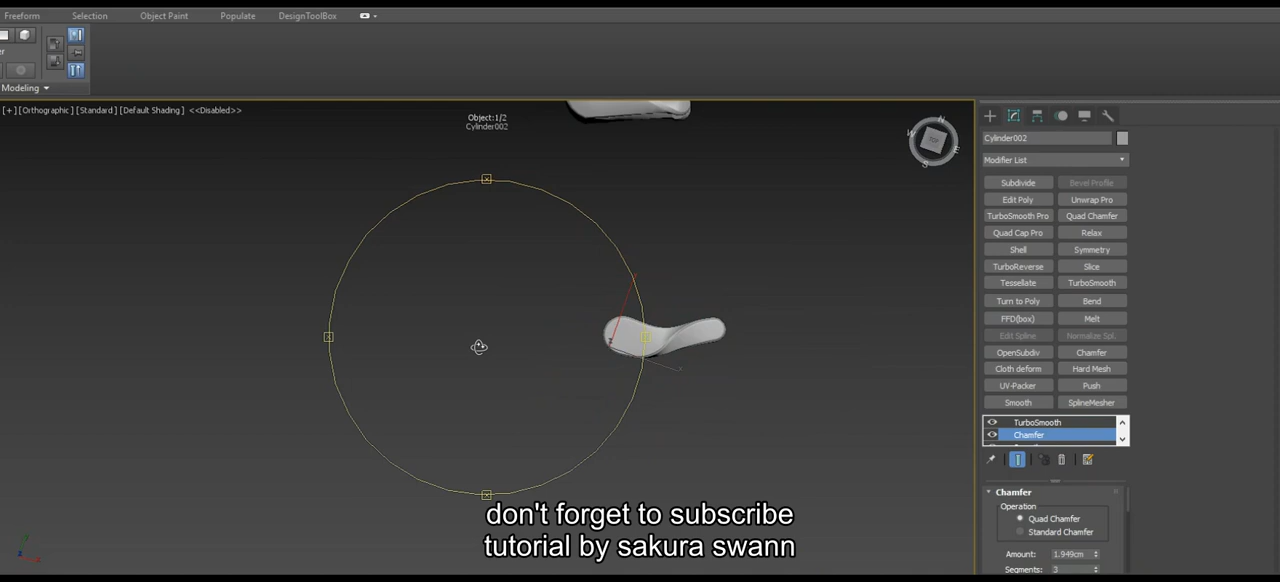 Freeform Selection Object Paint Populate DesignToolBox
er
Modeling
[+] [Orthographic] [Standard] [Default Shading] <<Disabled>>
Object:1/2
Cylinder002
N
W TOP E
S
Cylinder002
Modifier List
Subdivide Bevel Profile
Edit Poly Unwrap Pro
TurboSmooth Pro Quad Chamfer
Quad Cap Pro Relax
Shell Symmetry
TurboReverse Slice
Tessellate TurboSmooth
Turn to Poly Bend
FFD(box) Melt
Edit Spline Normalize Spl.
OpenSubdiv Chamfer
Cloth deform Hard Mesh
UV-Packer Push
Smooth SplineMesher
TurboSmooth
Chamfer
Chamfer
Operation
Quad Chamfer
Standard Chamfer
Amount: 1.949cm
Segments: 3
don't forget to subscribe
tutorial by sakura swann